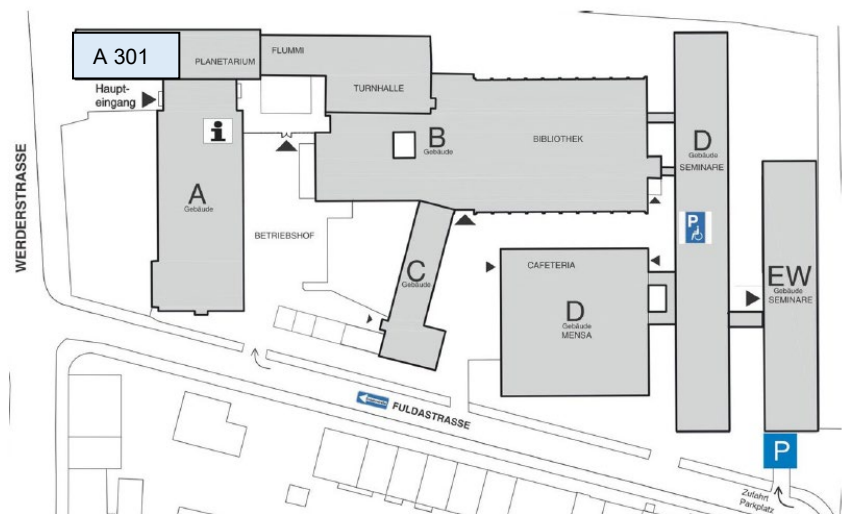 A 301
PLANETARIUM
FLUMMI
TURNHALLE
Haupt-
eingang
i
B
Gebäude
BIBLIOTHEK
D
Gebäude
SEMINARE
A
Gebäude
P
BETRIEBSHOF
WERDERSTRASSE
C
Gebäude
CAFETERIA
D
Gebäude
MENSA
EW
Gebäude
SEMINARE
FULDASTRASSE
P
Zufahrt
Parkplatz